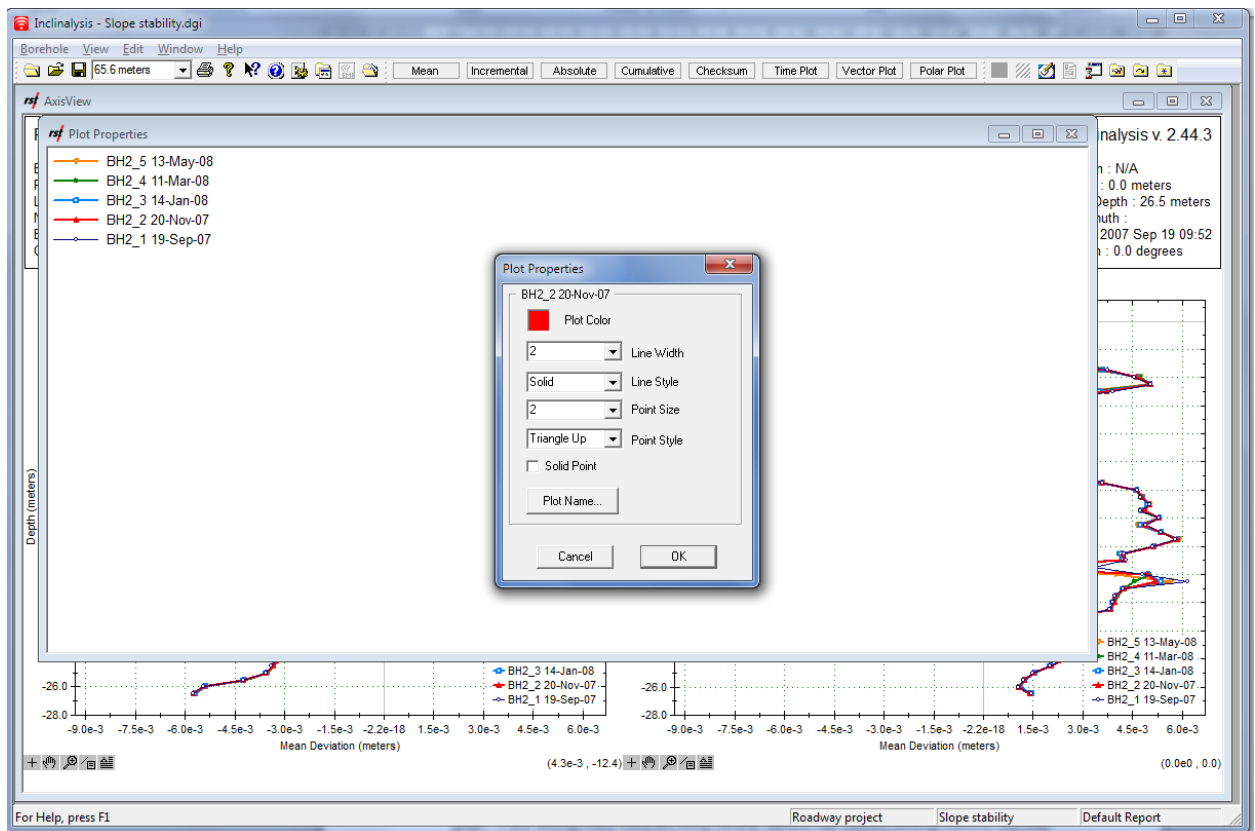 Inclinalysis - Slope stability.dgi
Borehole View Edit Window Help
65.6 meters Mean Incremental Absolute Cumulative Checksum Time Plot Vector Plot Polar Plot
rst AxisView
rst Plot Properties
BH2_5 13-May-08
BH2_4 11-Mar-08
BH2_3 14-Jan-08
BH2_2 20-Nov-07
BH2_1 19-Sep-07
nalysis v. 2.44.3
: N/A
: 0.0 meters
Depth : 26.5 meters
2007 Sep 19 09:52
: 0.0 degrees
Plot Properties
BH2_2 20-Nov-07
Plot Color
2 Line Width
Solid Line Style
2 Point Size
Triangle Up Point Style
Solid Point
Plot Name...
Cancel OK
Depth (meters)
BH2_3 14-Jan-08
BH2_2 20-Nov-07
BH2_1 19-Sep-07
-26.0
-28.0
-9.0e-3 -7.5e-3 -6.0e-3 -4.5e-3 -3.0e-3 -1.5e-3 -2.2e-18 1.5e-3 3.0e-3 4.5e-3 6.0e-3
Mean Deviation (meters)
(4.3e-3 , -12.4)
BH2_5 13-May-08
BH2_4 11-Mar-08
BH2_3 14-Jan-08
BH2_2 20-Nov-07
BH2_1 19-Sep-07
-26.0
-28.0
-9.0e-3 -7.5e-3 -6.0e-3 -4.5e-3 -3.0e-3 -1.5e-3 -2.2e-18 1.5e-3 3.0e-3 4.5e-3 6.0e-3
Mean Deviation (meters)
(0.0e0 , 0.0)
For Help, press F1
Roadway project Slope stability Default Report